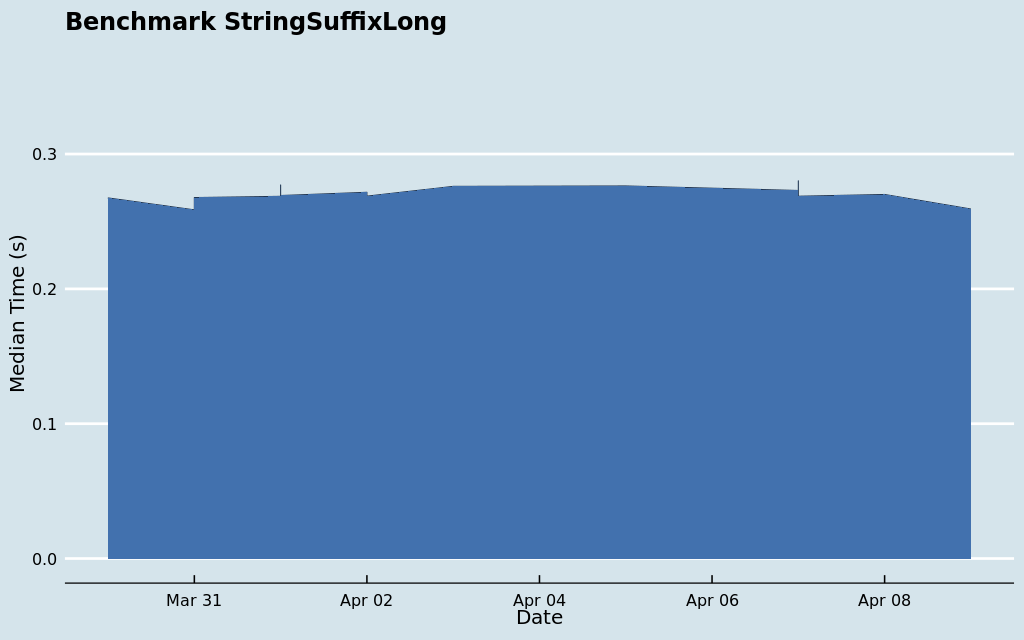 Benchmark StringSuffixLong
Median Time (s)
0.3
0.2
0.1
0.0
Mar 31 Apr 02 Apr 04 Apr 06 Apr 08
Date